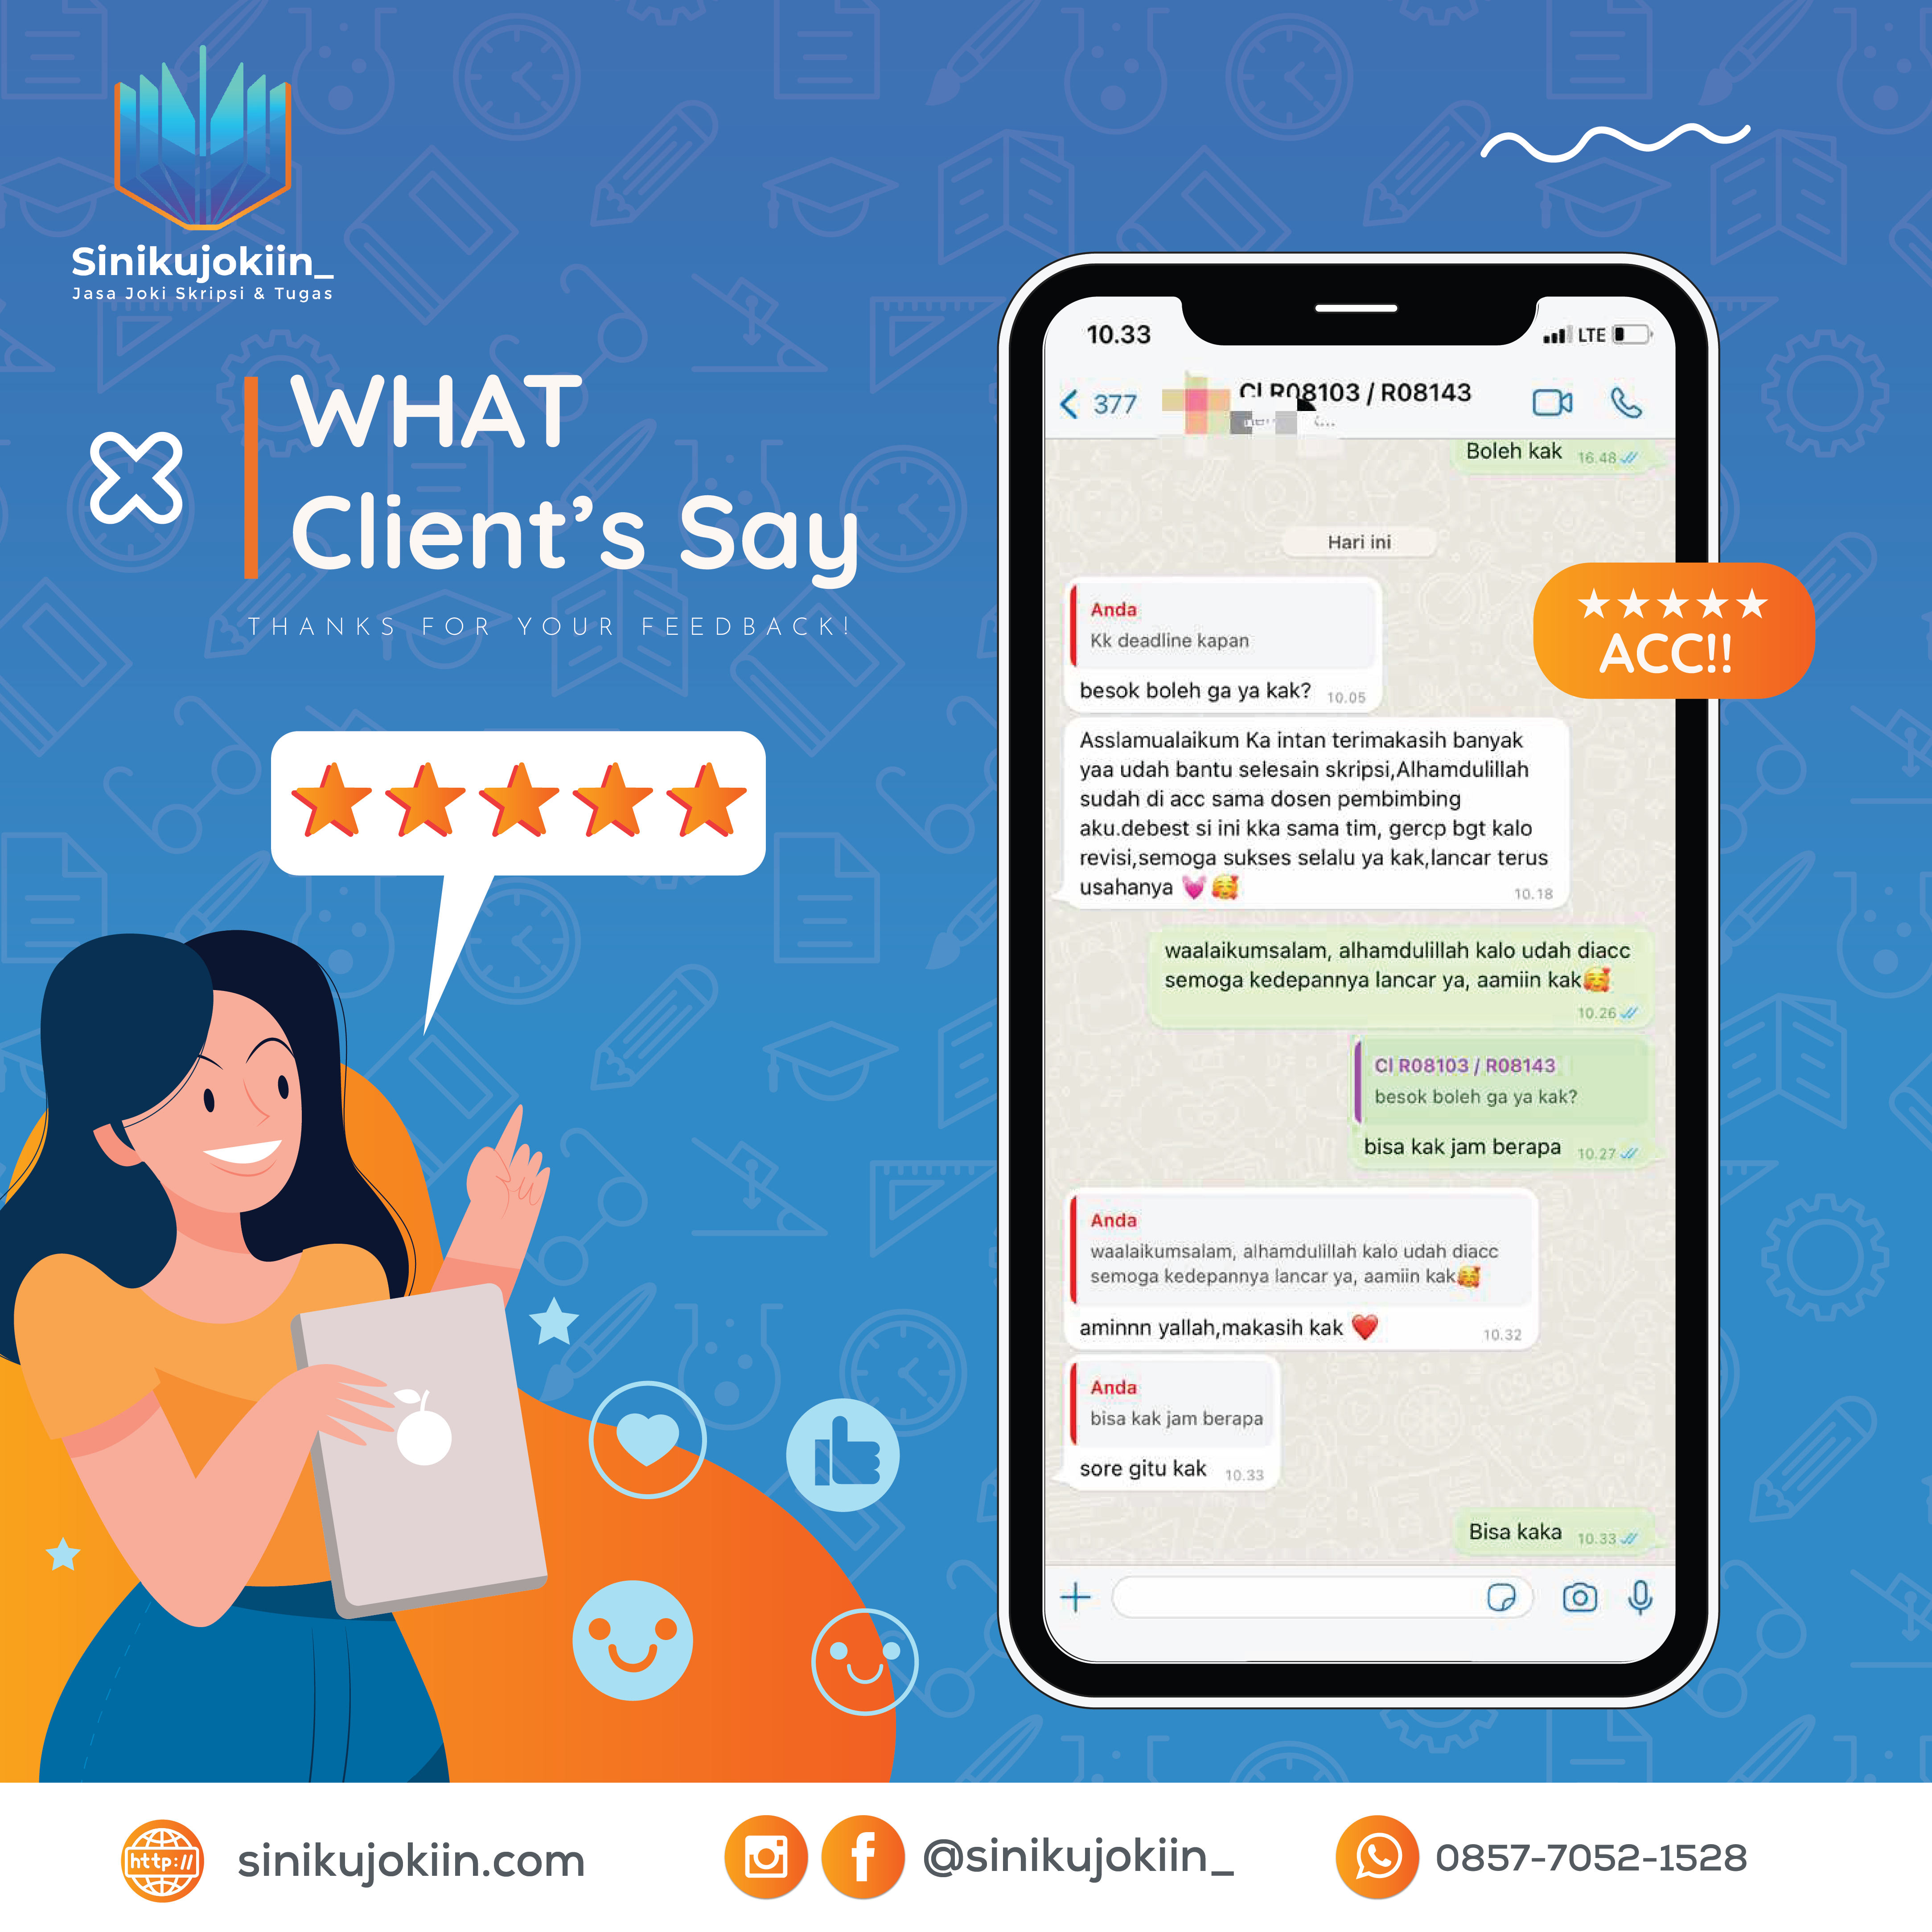 Sinikujokiin_
Jasa Joki Skripsi & Tugas
WHAT
Client's Say
THANKS FOR YOUR FEEDBACK!
10.33
LTE
377
CI R08103 / R08143
Boleh kak 16.48
Hari ini
Anda
Kk deadline kapan
besok boleh ga ya kak? 10.05
★★★★★
ACC!!
Asslamualaikum Ka intan terimakasih banyak
yaa udah bantu selesain skripsi,Alhamdulillah
sudah di acc sama dosen pembimbing
aku.debest si ini kka sama tim, gercp bgt kalo
revisi,semoga sukses selalu ya kak,lancar terus
usahanya 💓 🥰 10.18
waalaikumsalam, alhamdulillah kalo udah diacc
semoga kedepannya lancar ya, aamiin kak🥰
10.26
CI R08103 / R08143
besok boleh ga ya kak?
bisa kak jam berapa 10.27
Anda
waalaikumsalam, alhamdulillah kalo udah diacc
semoga kedepannya lancar ya, aamiin kak🥰
aminnn yallah,makasih kak ❤️ 10.32
Anda
bisa kak jam berapa
sore gitu kak 10.33
Bisa kaka 10.33
http://
sinikujokiin.com
@sinikujokiin_
0857-7052-1528